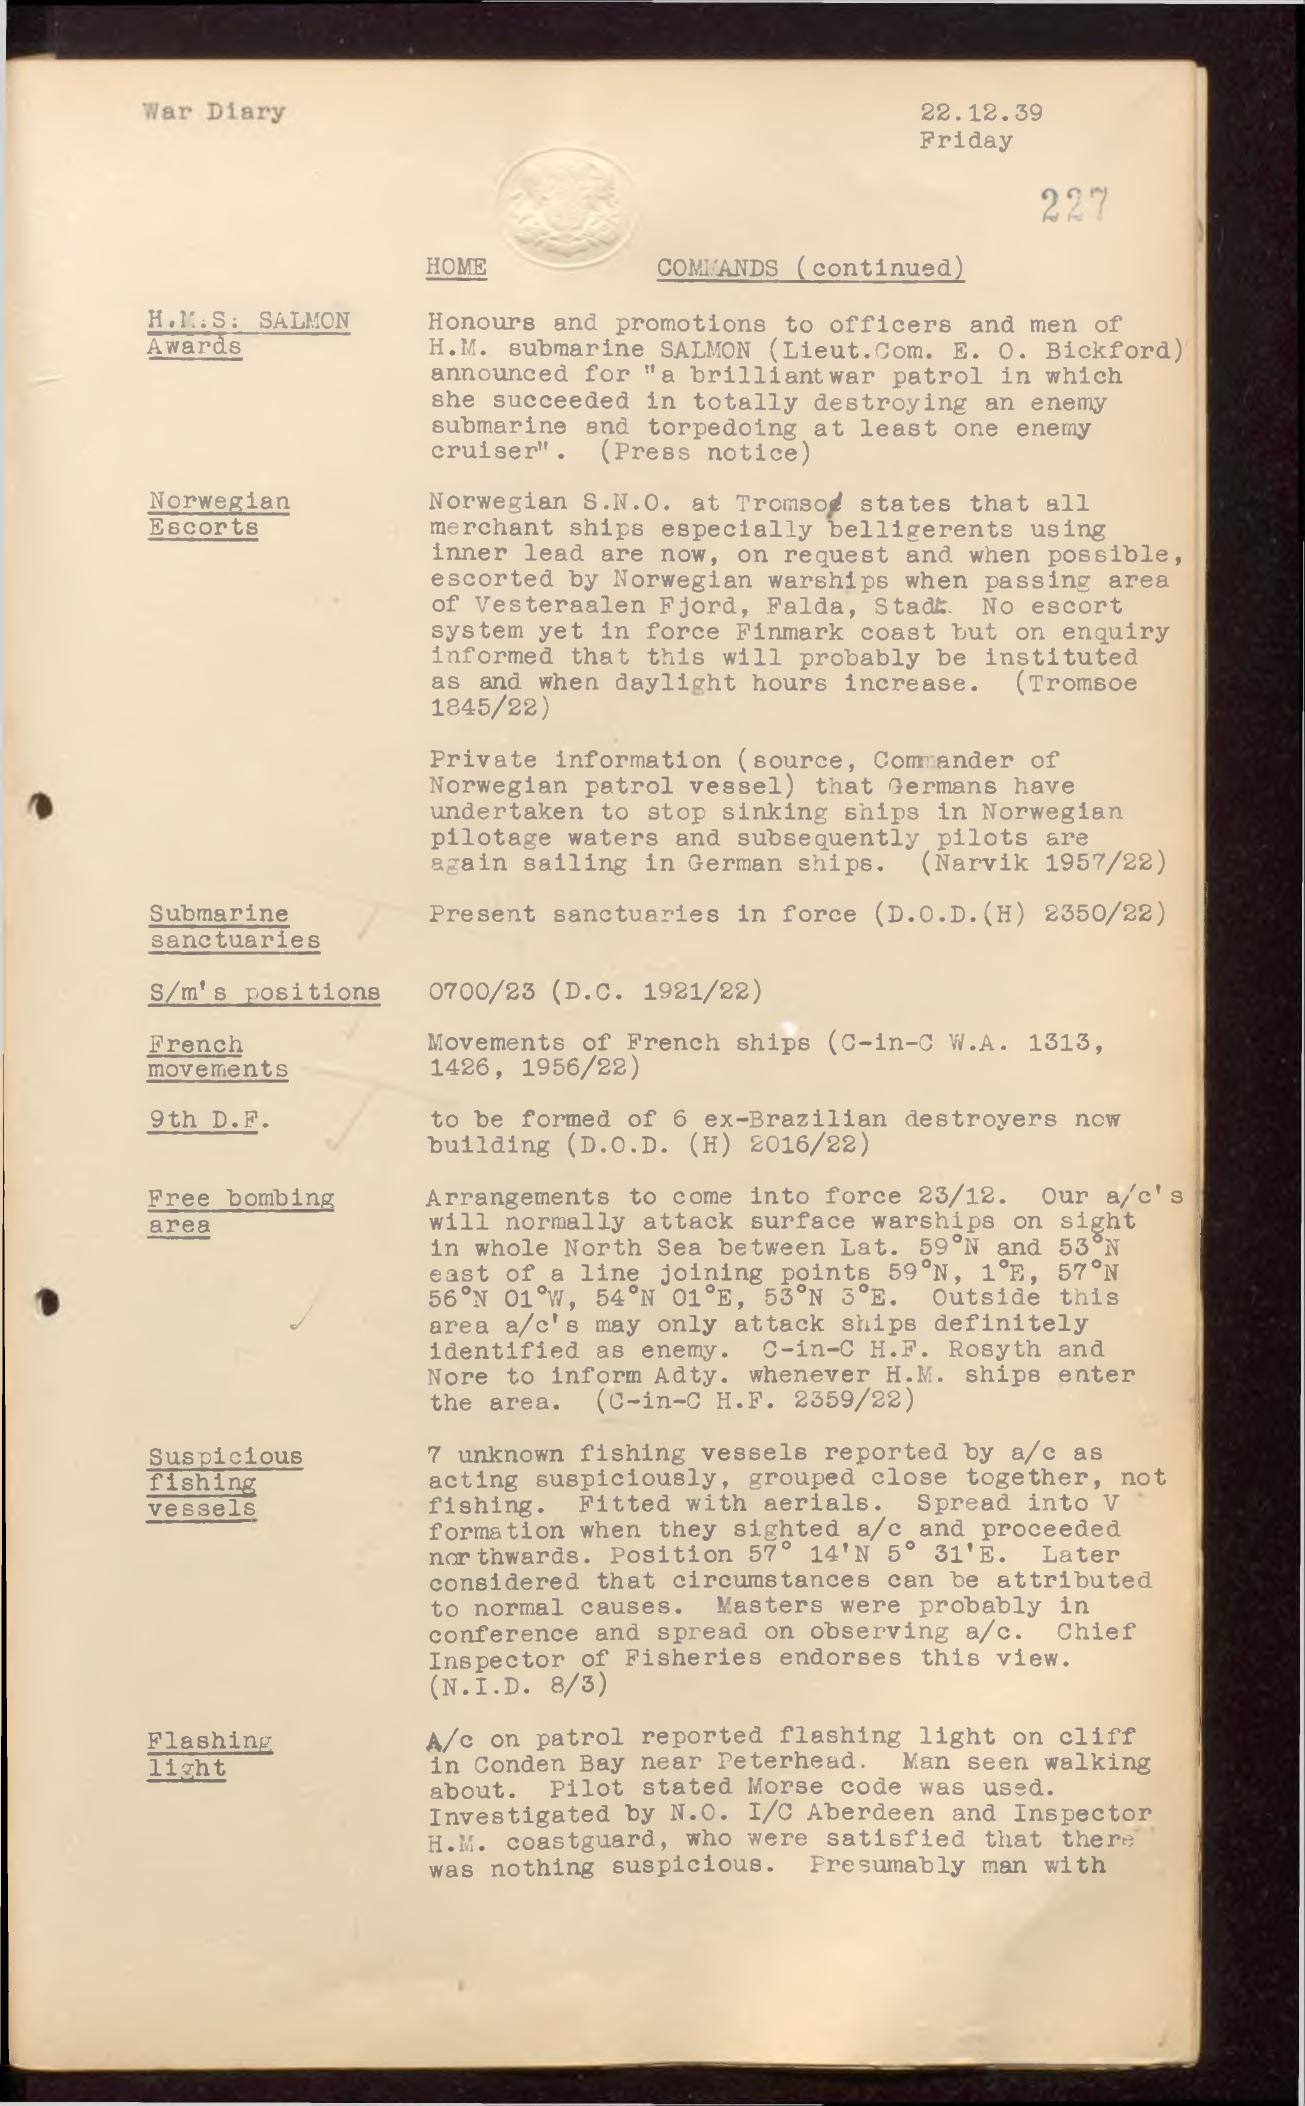 War Diary
22.12.39
Friday
227
HOME COMMANDS (continued)
H.M.S: SALMON
Awards
Honours and promotions to officers and men of
H.M. submarine SALMON (Lieut.Com. E. O. Bickford)
announced for "a brilliant war patrol in which
she succeeded in totally destroying an enemy
submarine and torpedoing at least one enemy
cruiser". (Press notice)
Norwegian
Escorts
Norwegian S.N.O. at Tromsoe states that all
merchant ships especially belligerents using
inner lead are now, on request and when possible,
escorted by Norwegian warships when passing area
of Vesteraalen Fjord, Falda, Stadt. No escort
system yet in force Finmark coast but on enquiry
informed that this will probably be instituted
as and when daylight hours increase. (Tromsoe
1845/22)
Private information (source, Commander of
Norwegian patrol vessel) that Germans have
undertaken to stop sinking ships in Norwegian
pilotage waters and subsequently pilots are
again sailing in German ships. (Narvik 1957/22)
Submarine
sanctuaries
Present sanctuaries in force (D.O.D.(H) 2350/22)
S/m's positions
0700/23 (D.C. 1921/22)
French
movements
Movements of French ships (C-in-C W.A. 1313,
1426, 1956/22)
9th D.F.
to be formed of 6 ex-Brazilian destroyers now
building (D.O.D. (H) 2016/22)
Free bombing
area
Arrangements to come into force 23/12. Our a/c's
will normally attack surface warships on sight
in whole North Sea between Lat. 59°N and 53°N
east of a line joining points 59°N, 1°E, 57°N
56°N 01°W, 54°N 01°E, 53°N 3°E. Outside this
area a/c's may only attack ships definitely
identified as enemy. C-in-C H.F. Rosyth and
Nore to inform Adty. whenever H.M. ships enter
the area. (C-in-C H.F. 2359/22)
Suspicious
fishing
vessels
7 unknown fishing vessels reported by a/c as
acting suspiciously, grouped close together, not
fishing. Fitted with aerials. Spread into V
formation when they sighted a/c and proceeded
northwards. Position 57° 14'N 5° 31'E. Later
considered that circumstances can be attributed
to normal causes. Masters were probably in
conference and spread on observing a/c. Chief
Inspector of Fisheries endorses this view.
(N.I.D. 8/3)
Flashing
light
A/c on patrol reported flashing light on cliff
in Conden Bay near Peterhead. Man seen walking
about. Pilot stated Morse code was used.
Investigated by N.O. I/C Aberdeen and Inspector
H.M. coastguard, who were satisfied that there
was nothing suspicious. Presumably man with